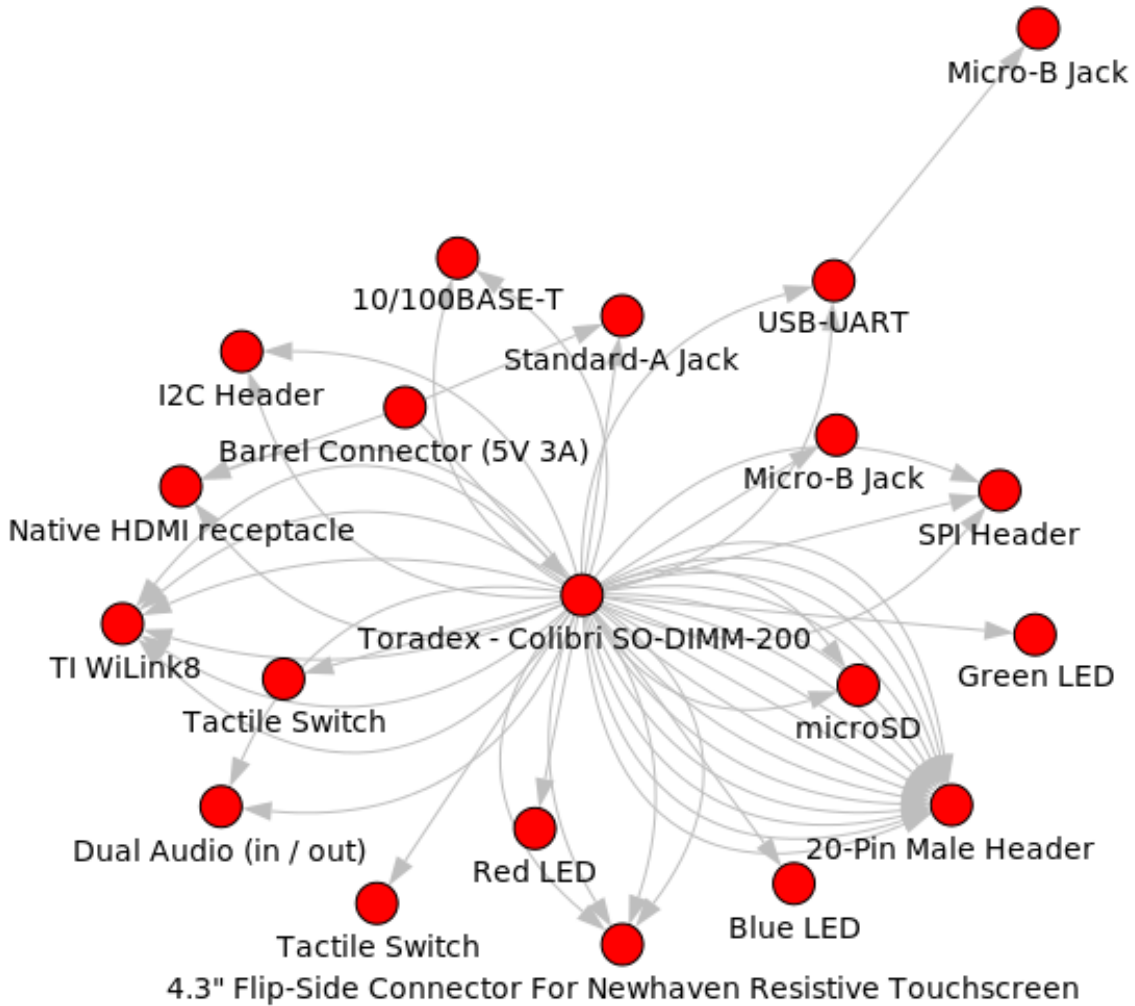 Micro-B Jack
10/100BASE-T
USB-UART
Standard-A Jack
I2C Header
Barrel Connector (5V 3A)
Micro-B Jack
Native HDMI receptacle
SPI Header
Toradex - Colibri SO-DIMM-200
TI WiLink8
Green LED
Tactile Switch
microSD
Dual Audio (in / out)
20-Pin Male Header
Red LED
Blue LED
Tactile Switch
4.3" Flip-Side Connector For Newhaven Resistive Touchscreen